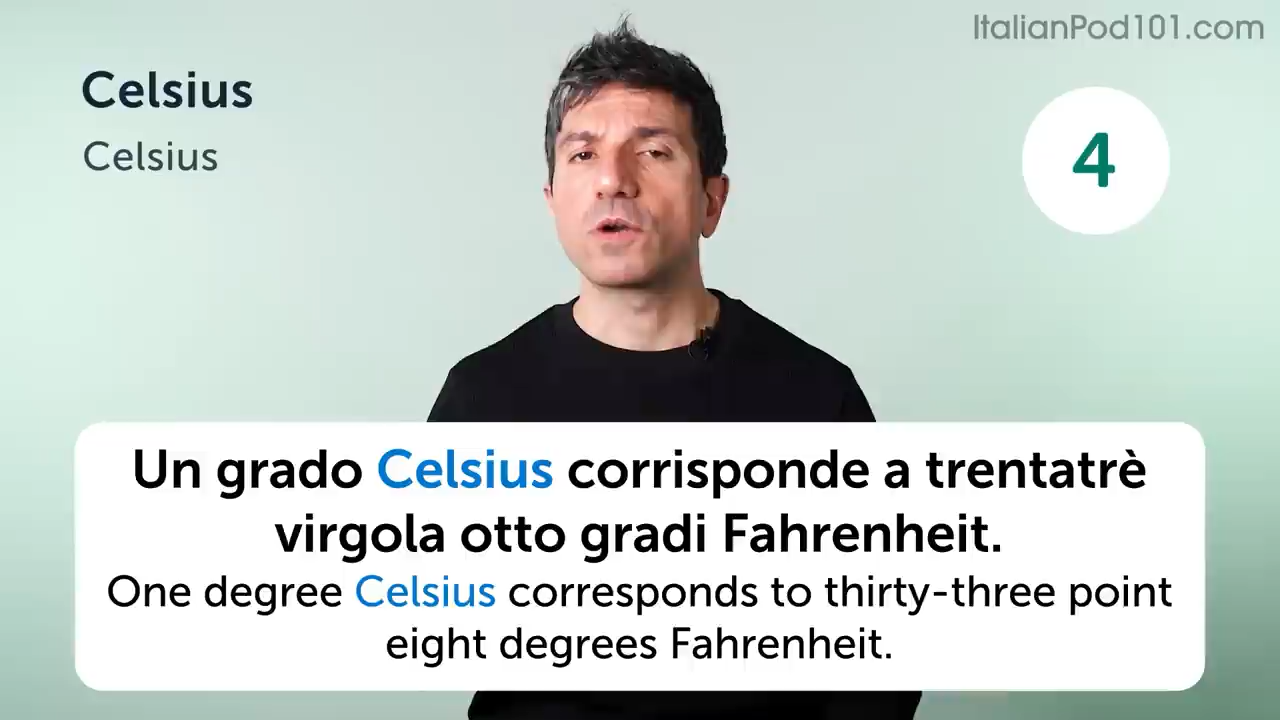 ItalianPod101.com
Celsius
Celsius
4
Un grado Celsius corrisponde a trentatrè
virgola otto gradi Fahrenheit.
One degree Celsius corresponds to thirty-three point
eight degrees Fahrenheit.